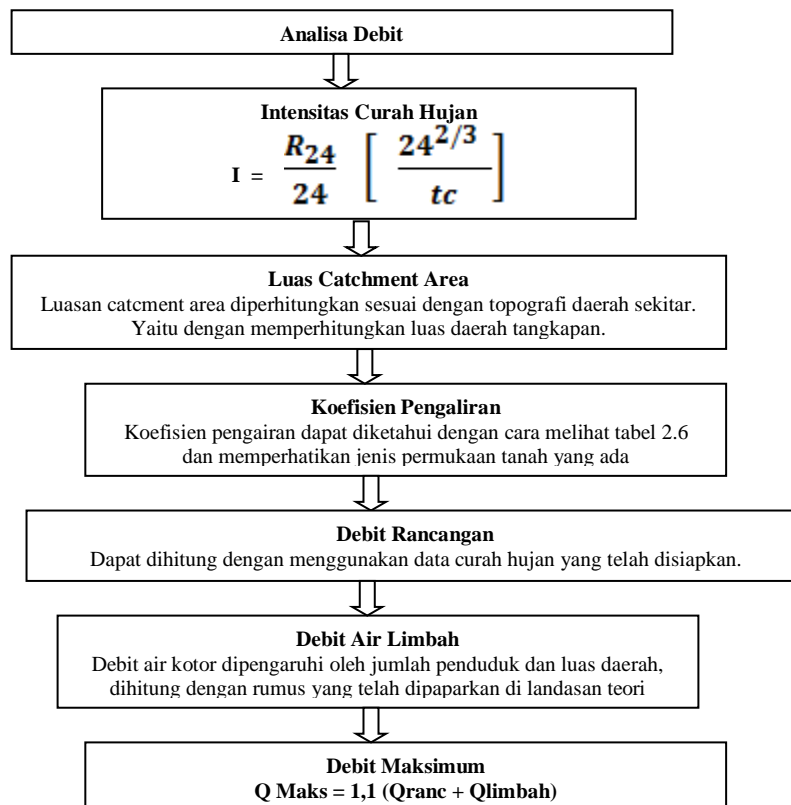 Analisa Debit
Intensitas Curah Hujan
I = R24/24 [ 24^2/3 / tc ]
Luas Catchment Area
Luasan catcment area diperhitungkan sesuai dengan topografi daerah sekitar.
Yaitu dengan memperhitungkan luas daerah tangkapan.
Koefisien Pengaliran
Koefisien pengairan dapat diketahui dengan cara melihat tabel 2.6
dan memperhatikan jenis permukaan tanah yang ada
Debit Rancangan
Dapat dihitung dengan menggunakan data curah hujan yang telah disiapkan.
Debit Air Limbah
Debit air kotor dipengaruhi oleh jumlah penduduk dan luas daerah,
dihitung dengan rumus yang telah dipaparkan di landasan teori
Debit Maksimum
Q Maks = 1,1 (Qranc + Qlimbah)